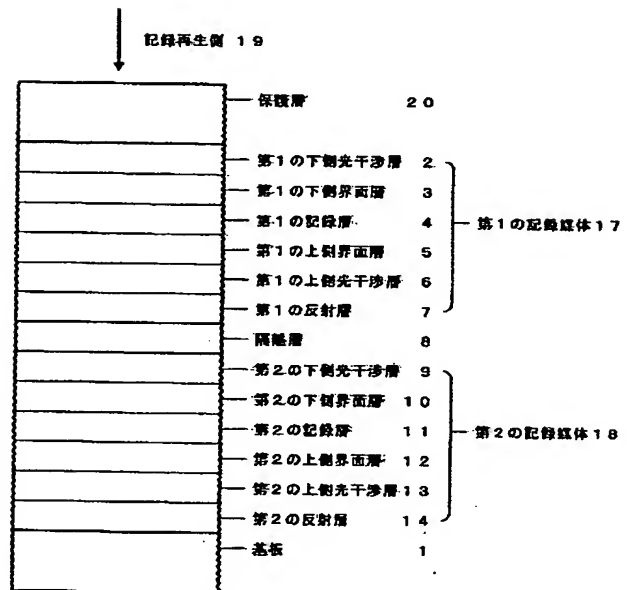 記録再生側 19
保護層 20
第1の下側光干渉層 2
第1の下側界面層 3
第1の記録層 4
第1の上側界面層 5
第1の上側光干渉層 6
第1の反射層 7
第1の記録媒体17
隔離層 8
第2の下側光干渉層 9
第2の下側界面層 10
第2の記録層 11
第2の上側界面層 12
第2の上側光干渉層13
第2の反射層 14
第2の記録媒体18
基板 1